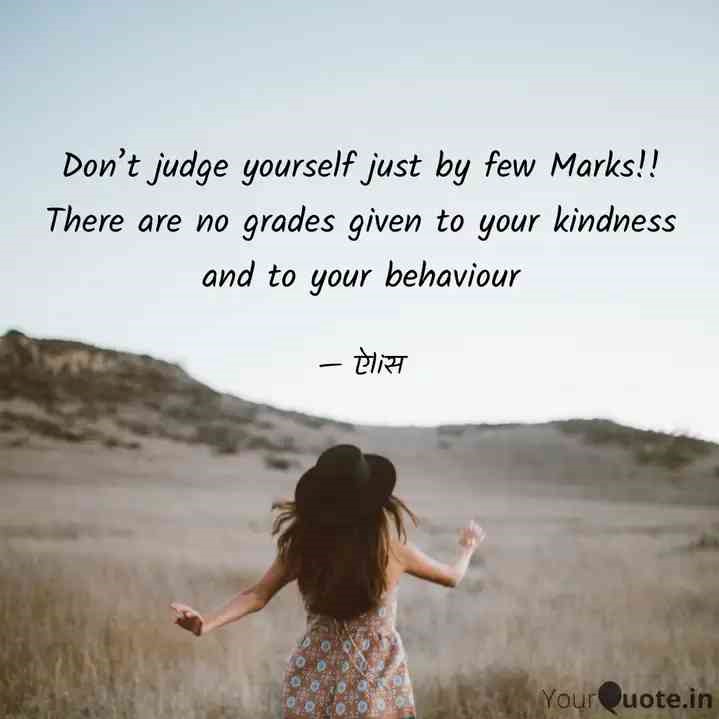 Don't judge yourself just by few Marks!!
There are no grades given to your kindness
and to your behaviour
— ऐlisस
YourQuote.in